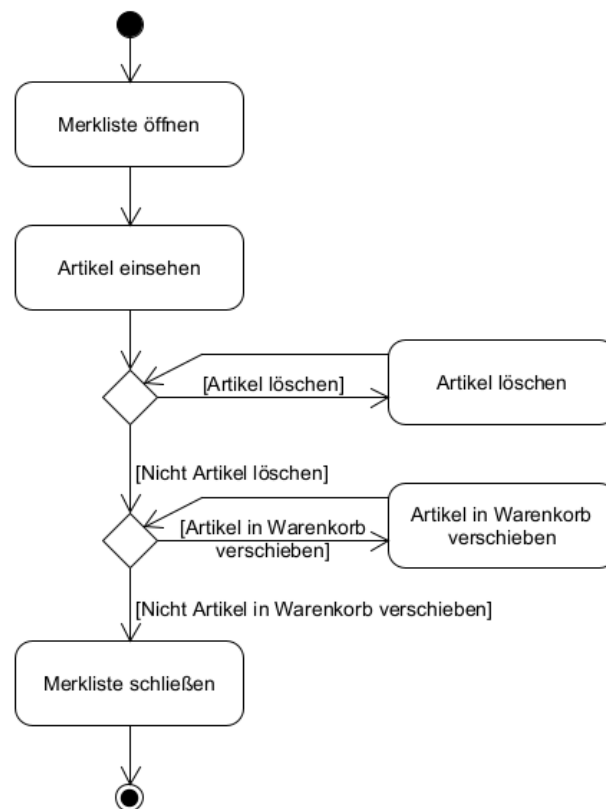 Merkliste öffnen
Artikel einsehen
[Artikel löschen]
Artikel löschen
[Nicht Artikel löschen]
[Artikel in Warenkorb
verschieben]
Artikel in Warenkorb
verschieben
[Nicht Artikel in Warenkorb verschieben]
Merkliste schließen